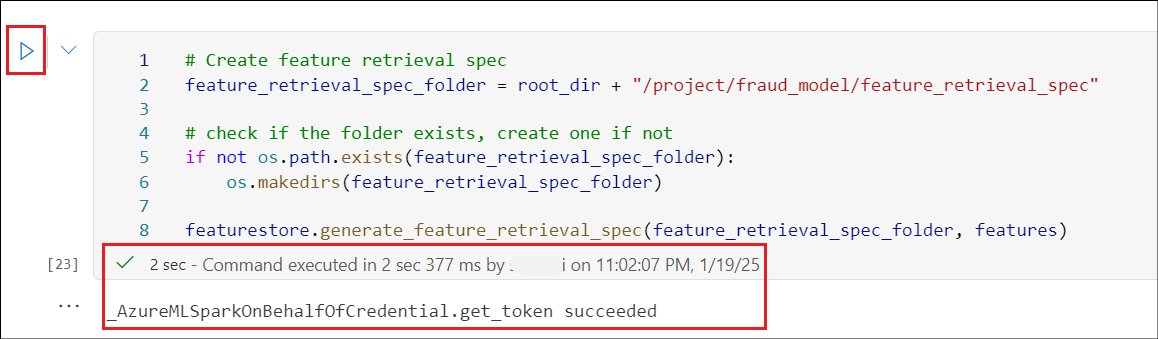 1 # Create feature retrieval spec
2 feature_retrieval_spec_folder = root_dir + "/project/fraud_model/feature_retrieval_spec"
3
4 # check if the folder exists, create one if not
5 if not os.path.exists(feature_retrieval_spec_folder):
6 os.makedirs(feature_retrieval_spec_folder)
7
8 featurestore.generate_feature_retrieval_spec(feature_retrieval_spec_folder, features)
[23] 2 sec - Command executed in 2 sec 377 ms by on 11:02:07 PM, 1/19/25
... _AzureMLSparkOnBehalfOfCredential.get_token succeeded